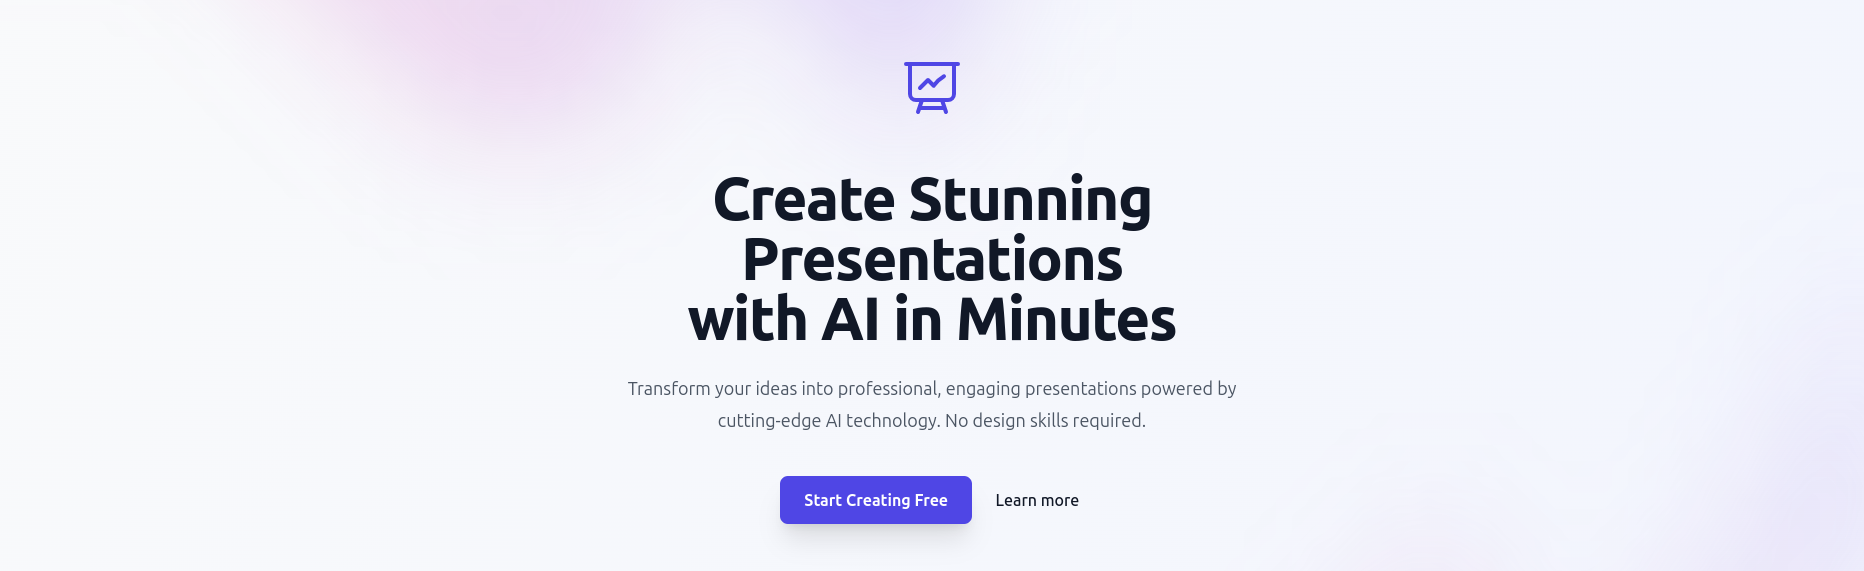 Create Stunning
Presentations
with AI in Minutes
Transform your ideas into professional, engaging presentations powered by
cutting-edge AI technology. No design skills required.
Start Creating Free
Learn more